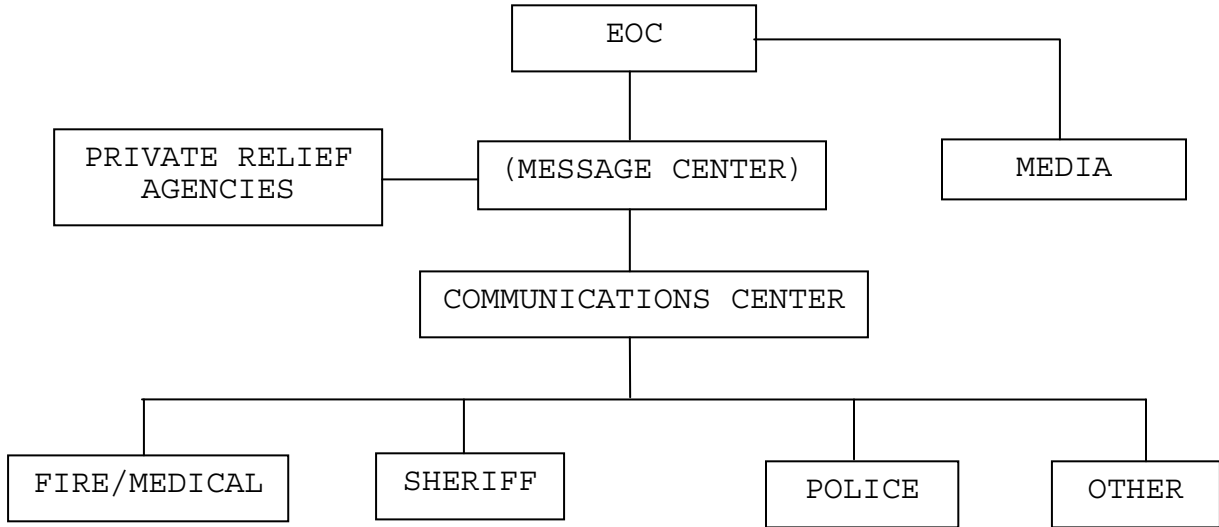 EOC
PRIVATE RELIEF
AGENCIES
(MESSAGE CENTER)
MEDIA
COMMUNICATIONS CENTER
FIRE/MEDICAL
SHERIFF
POLICE
OTHER